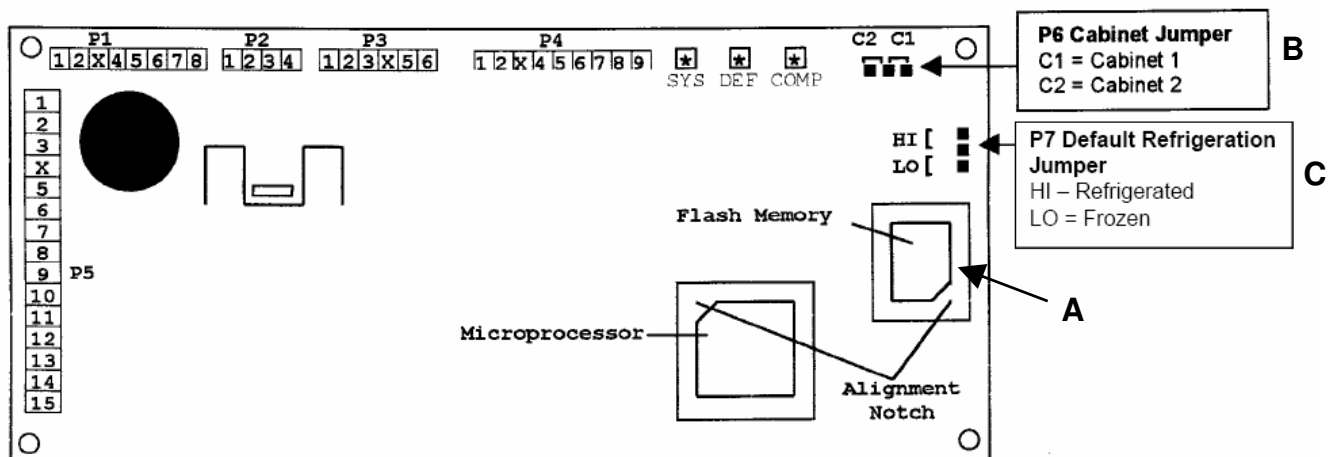 P1 P2 P3 P4 C2 C1
1 2 X 4 5 6 7 8
1 2 3 4
1 2 3 X 5 6
1 2 X 4 5 6 7 8 9
* * *
SYS DEF COMP
P6 Cabinet Jumper
C1 = Cabinet 1
C2 = Cabinet 2
B
1
2
3
X
5
6
7
8
9
10
11
12
13
14
15
P5
HI [
LO [
P7 Default Refrigeration
Jumper
HI – Refrigerated
LO = Frozen
C
Flash Memory
A
Microprocessor
Alignment
Notch